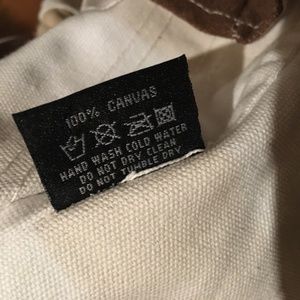 100% CANVAS
HAND WASH COLD WATER
DO NOT DRY CLEAN
DO NOT TUMBLE DRY